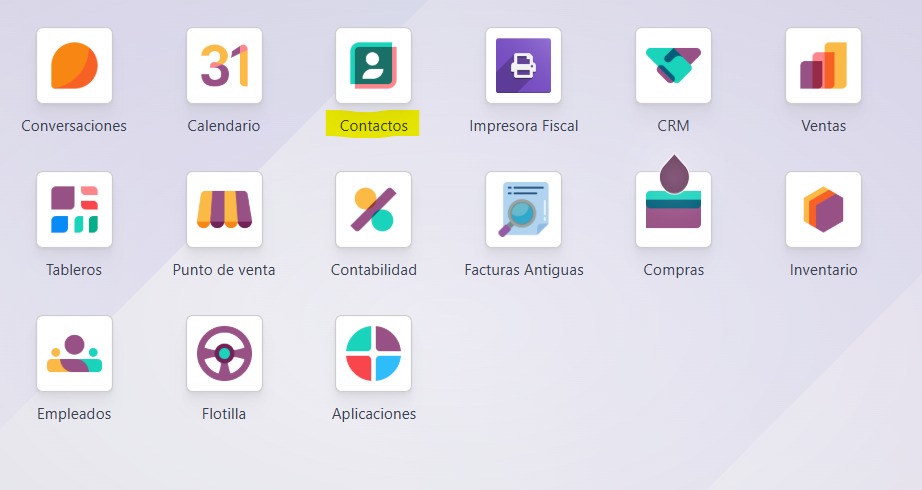 31
Conversaciones
Calendario
Contactos
Impresora Fiscal
CRM
Ventas
Tableros
Punto de venta
Contabilidad
Facturas Antiguas
Compras
Inventario
Empleados
Flotilla
Aplicaciones